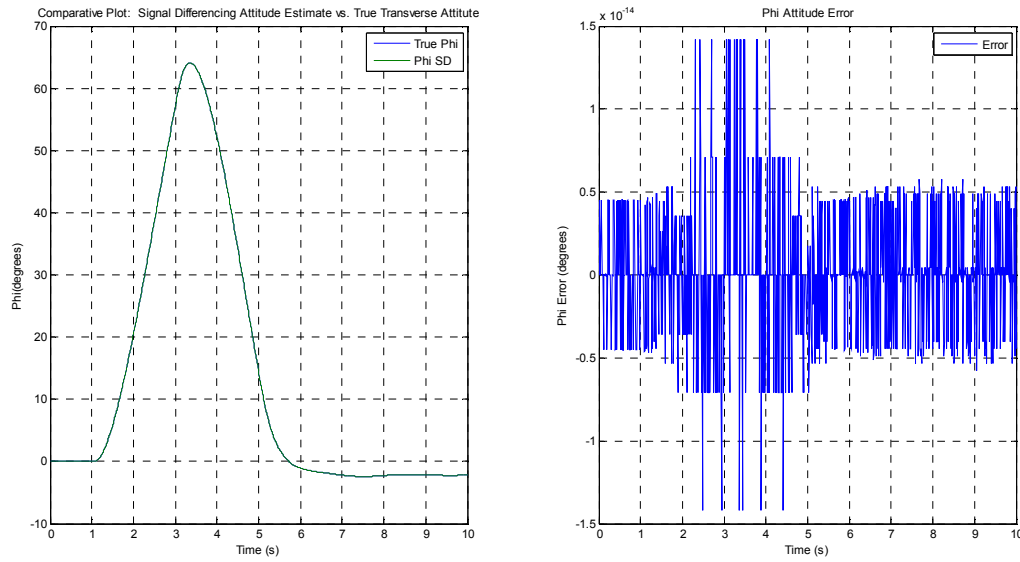 Comparative Plot: Signal Differencing Attitude Estimate vs. True Transverse Attitute
70
60
50
40
30
20
10
0
-10
Phi(degrees)
0 1 2 3 4 5 6 7 8 9 10
Time (s)
True Phi
Phi SD
Phi Attitude Error
x 10^-14
1.5
1
0.5
0
-0.5
-1
-1.5
Phi Error (degrees)
0 1 2 3 4 5 6 7 8 9 10
Time (s)
Error